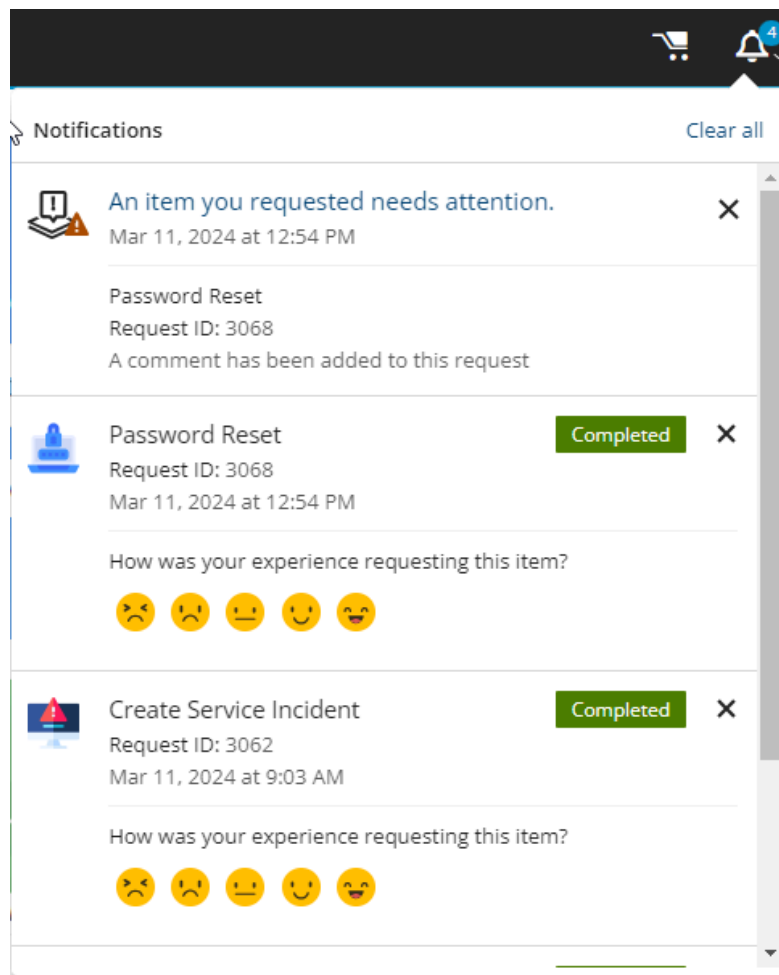 4
Notifications
Clear all
An item you requested needs attention.
Mar 11, 2024 at 12:54 PM
Password Reset
Request ID: 3068
A comment has been added to this request
Password Reset
Completed
Request ID: 3068
Mar 11, 2024 at 12:54 PM
How was your experience requesting this item?
Create Service Incident
Completed
Request ID: 3062
Mar 11, 2024 at 9:03 AM
How was your experience requesting this item?